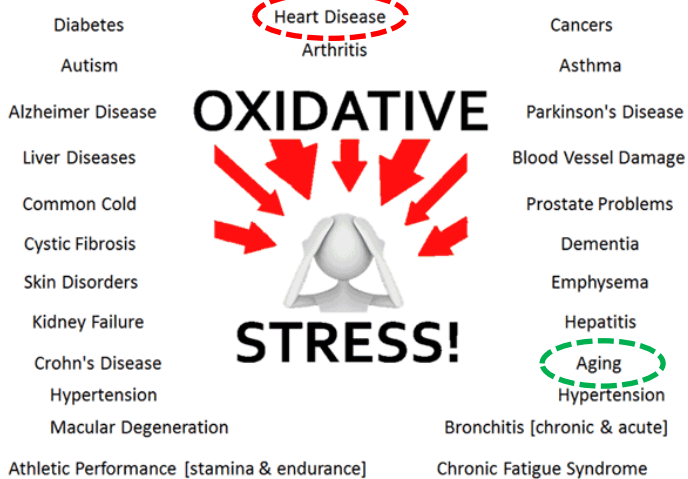 Heart Disease
Diabetes
Cancers
Arthritis
Autism
Asthma
OXIDATIVE
Alzheimer Disease
Parkinson's Disease
Liver Diseases
Blood Vessel Damage
Common Cold
Prostate Problems
Cystic Fibrosis
Dementia
Skin Disorders
Emphysema
Kidney Failure
Hepatitis
STRESS!
Crohn's Disease
Aging
Hypertension
Hypertension
Macular Degeneration
Bronchitis [chronic & acute]
Athletic Performance [stamina & endurance]
Chronic Fatigue Syndrome